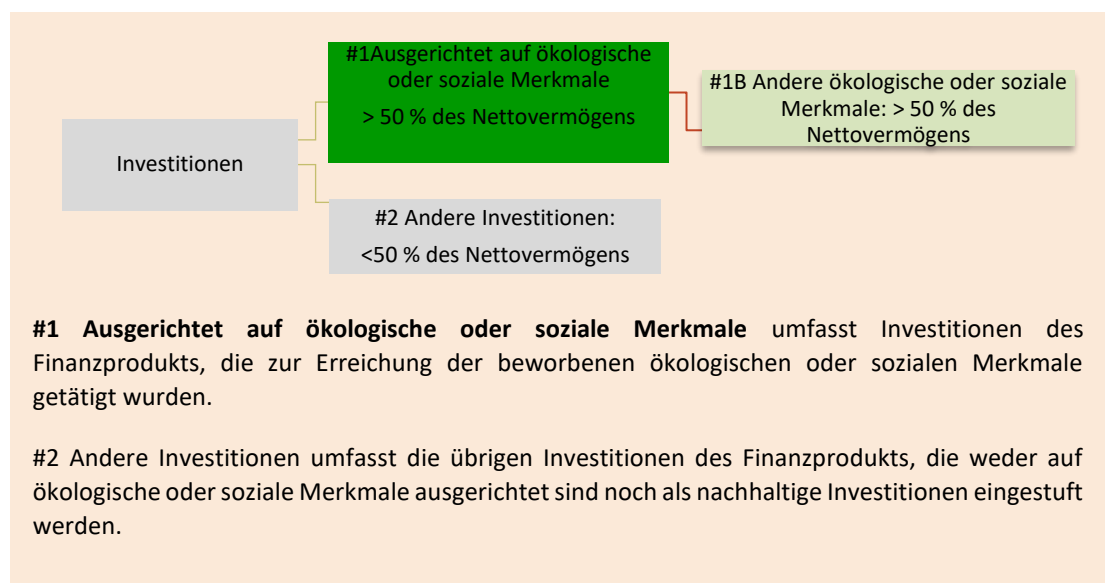 #1Ausgerichtet auf ökologische
oder soziale Merkmale
> 50 % des Nettovermögens
#1B Andere ökologische oder soziale
Merkmale: > 50 % des
Nettovermögens
Investitionen
#2 Andere Investitionen:
<50 % des Nettovermögens
#1 Ausgerichtet auf ökologische oder soziale Merkmale umfasst Investitionen des
Finanzprodukts, die zur Erreichung der beworbenen ökologischen oder sozialen Merkmale
getätigt wurden.
#2 Andere Investitionen umfasst die übrigen Investitionen des Finanzprodukts, die weder auf
ökologische oder soziale Merkmale ausgerichtet sind noch als nachhaltige Investitionen eingestuft
werden.